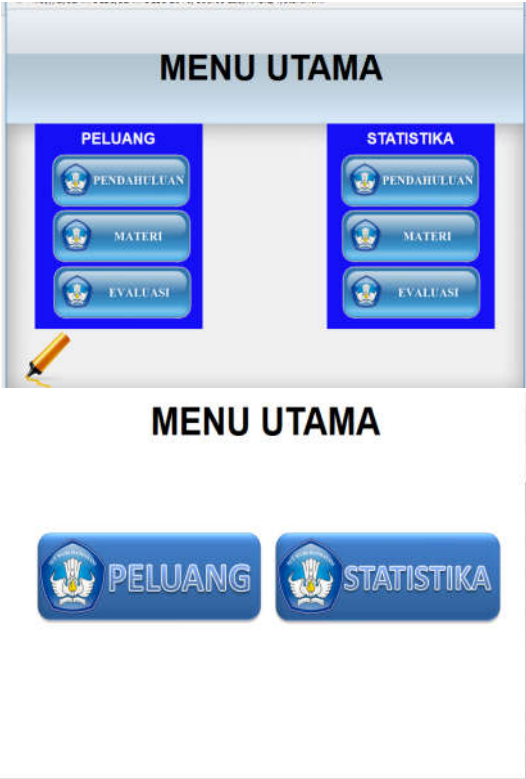 MENU UTAMA
PELUANG STATISTIKA
PENDAHULUAN PENDAHULUAN
MATERI MATERI
EVALUASI EVALUASI
MENU UTAMA
PELUANG STATISTIKA